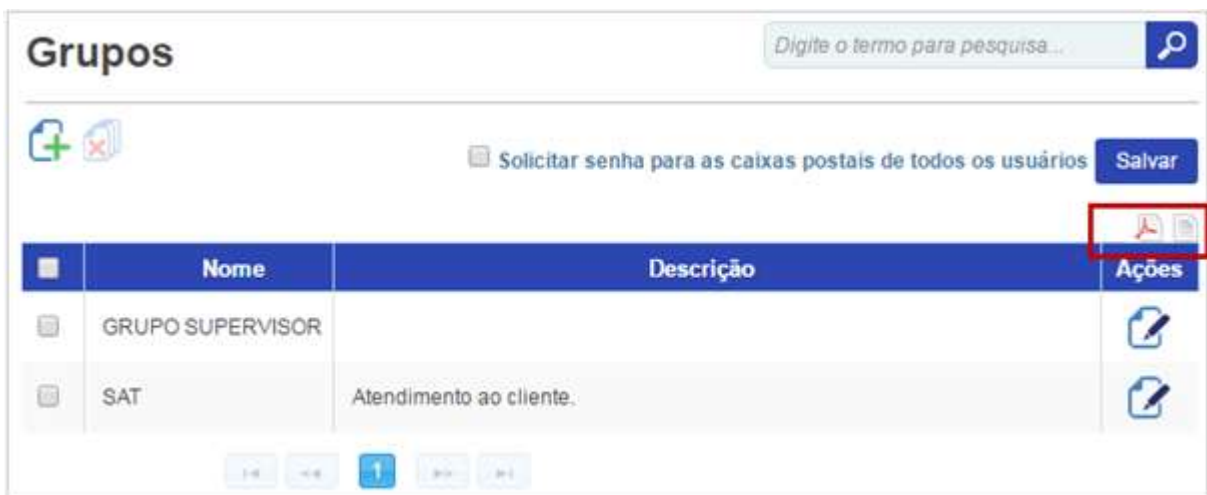 Grupos
Digite o termo para pesquisa...
Solicitar senha para as caixas postais de todos os usuários
Salvar
Nome Descrição Ações
GRUPO SUPERVISOR
SAT Atendimento ao cliente.
1